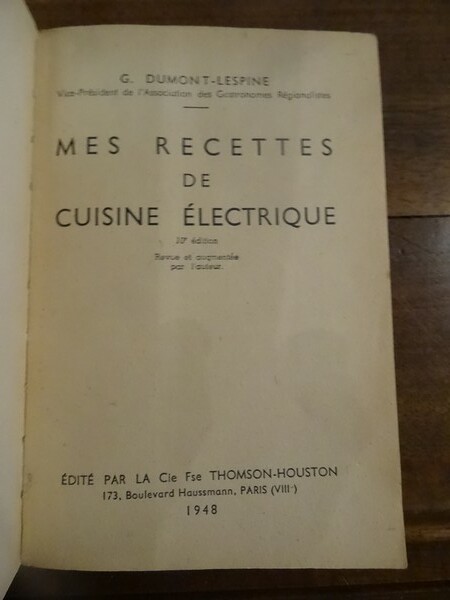 G. DUMONT-LESPINE
Vice-Président de l'Association des Gastronomes Régionalistes
MES RECETTES
DE
CUISINE ÉLECTRIQUE
10e édition
Revue et augmentée
par l'auteur.
ÉDITÉ PAR LA Cie Fse THOMSON-HOUSTON
173, Boulevard Haussmann, PARIS (VIIIe)
1948